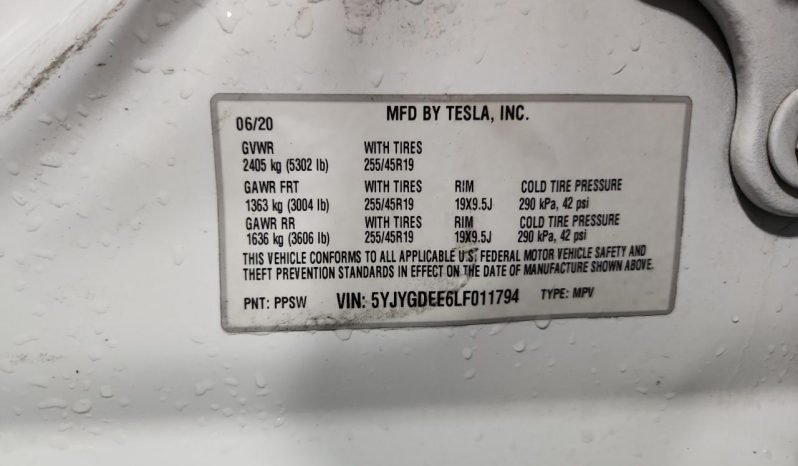 MFD BY TESLA, INC.
06/20
GVWR WITH TIRES
2405 kg (5302 lb) 255/45R19
GAWR FRT WITH TIRES RIM COLD TIRE PRESSURE
1363 kg (3004 lb) 255/45R19 19X9.5J 290 kPa, 42 psi
GAWR RR WITH TIRES RIM COLD TIRE PRESSURE
1636 kg (3606 lb) 255/45R19 19X9.5J 290 kPa, 42 psi
THIS VEHICLE CONFORMS TO ALL APPLICABLE U.S. FEDERAL MOTOR VEHICLE SAFETY AND
THEFT PREVENTION STANDARDS IN EFFECT ON THE DATE OF MANUFACTURE SHOWN ABOVE.
PNT: PPSW VIN: 5YJYGDEE6LF011794 TYPE: MPV